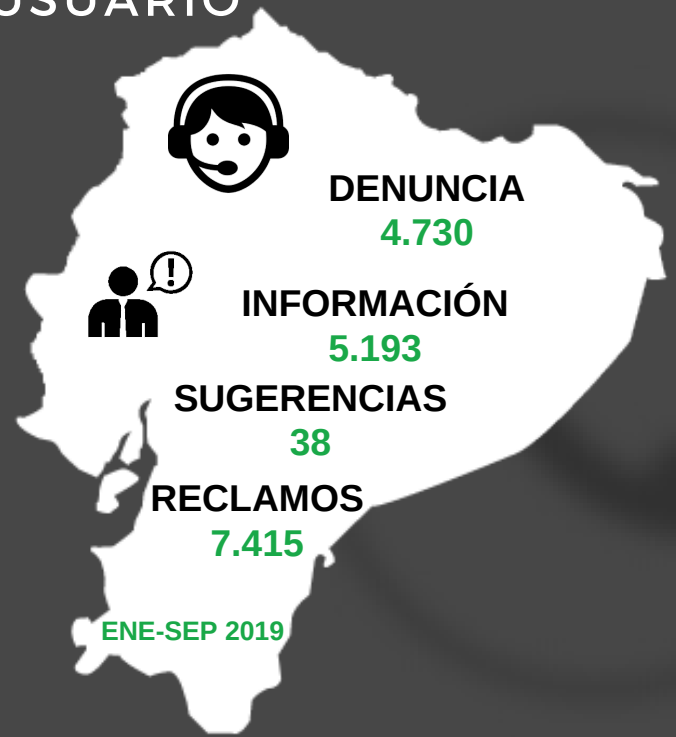 USUARIO
DENUNCIA
4.730
INFORMACIÓN
5.193
SUGERENCIAS
38
RECLAMOS
7.415
ENE-SEP 2019